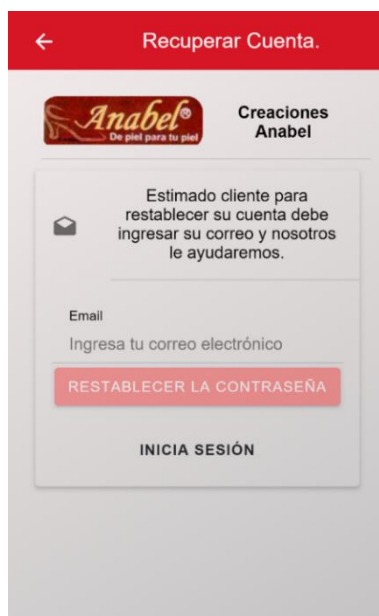 Recuperar Cuenta.
Anabel®
De piel para tu piel
Creaciones
Anabel
Estimado cliente para
restablecer su cuenta debe
ingresar su correo y nosotros
le ayudaremos.
Email
Ingresa tu correo electrónico
RESTABLECER LA CONTRASEÑA
INICIA SESIÓN